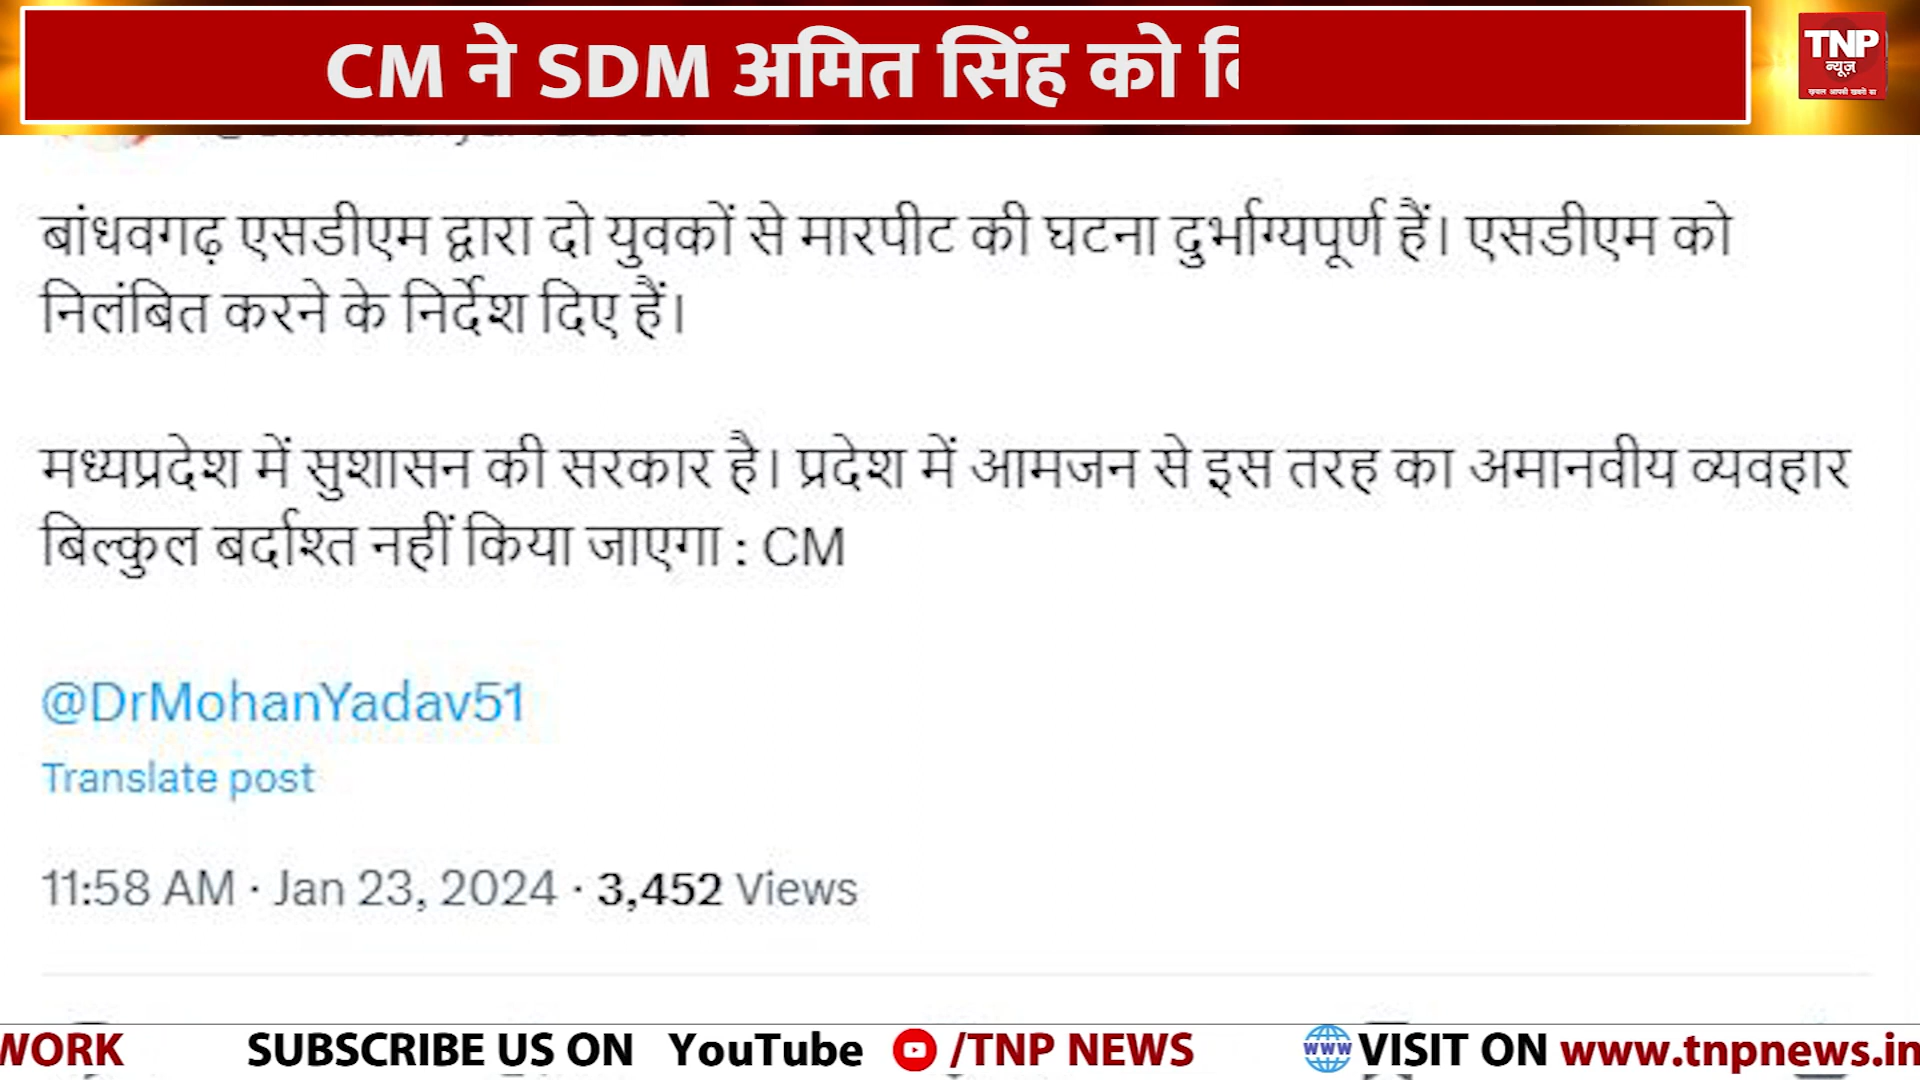 CM ने SDM अमित सिंह को
TNP
न्यूज़
बांधवगढ़ एसडीएम द्वारा दो युवकों से मारपीट की घटना दुर्भाग्यपूर्ण हैं। एसडीएम को
निलंबित करने के निर्देश दिए हैं।
मध्यप्रदेश में सुशासन की सरकार है। प्रदेश में आमजन से इस तरह का अमानवीय व्यवहार
बिल्कुल बर्दाश्त नहीं किया जाएगा : CM
@DrMohanYadav51
Translate post
11:58 AM · Jan 23, 2024 · 3,452 Views
WORK SUBSCRIBE US ON YouTube /TNP NEWS www VISIT ON www.tnpnews.in